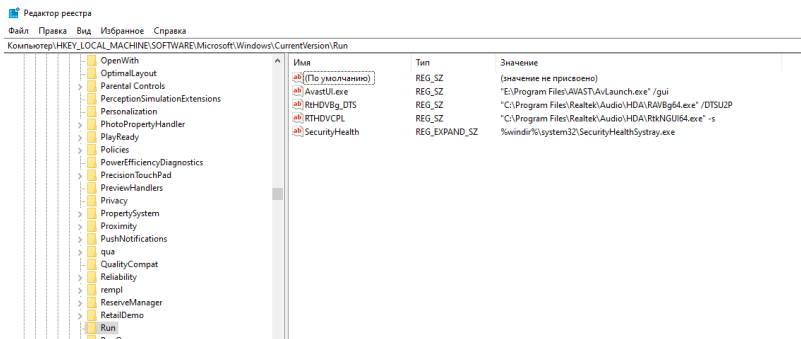 Редактор реестра
Файл Правка Вид Избранное Справка
Компьютер\HKEY_LOCAL_MACHINE\SOFTWARE\Microsoft\Windows\CurrentVersion\Run
OpenWith
OptimalLayout
Parental Controls
PerceptionSimulationExtensions
Personalization
PhotoPropertyHandler
PlayReady
Policies
PowerEfficiencyDiagnostics
PrecisionTouchPad
PreviewHandlers
Privacy
PropertySystem
Proximity
PushNotifications
qua
QualityCompat
Reliability
rempl
ReserveManager
RetailDemo
Run
Имя Тип Значение
(По умолчанию) REG_SZ (значение не присвоено)
AvastUI.exe REG_SZ "E:\Program Files\AVAST\AvLaunch.exe" /gui
RtHDVBg_DTS REG_SZ "C:\Program Files\Realtek\Audio\HDA\RAVBg64.exe" /DTSU2P
RTHDVCPL REG_SZ "C:\Program Files\Realtek\Audio\HDA\RtkNGUI64.exe" -s
SecurityHealth REG_EXPAND_SZ %windir%\system32\SecurityHealthSystray.exe